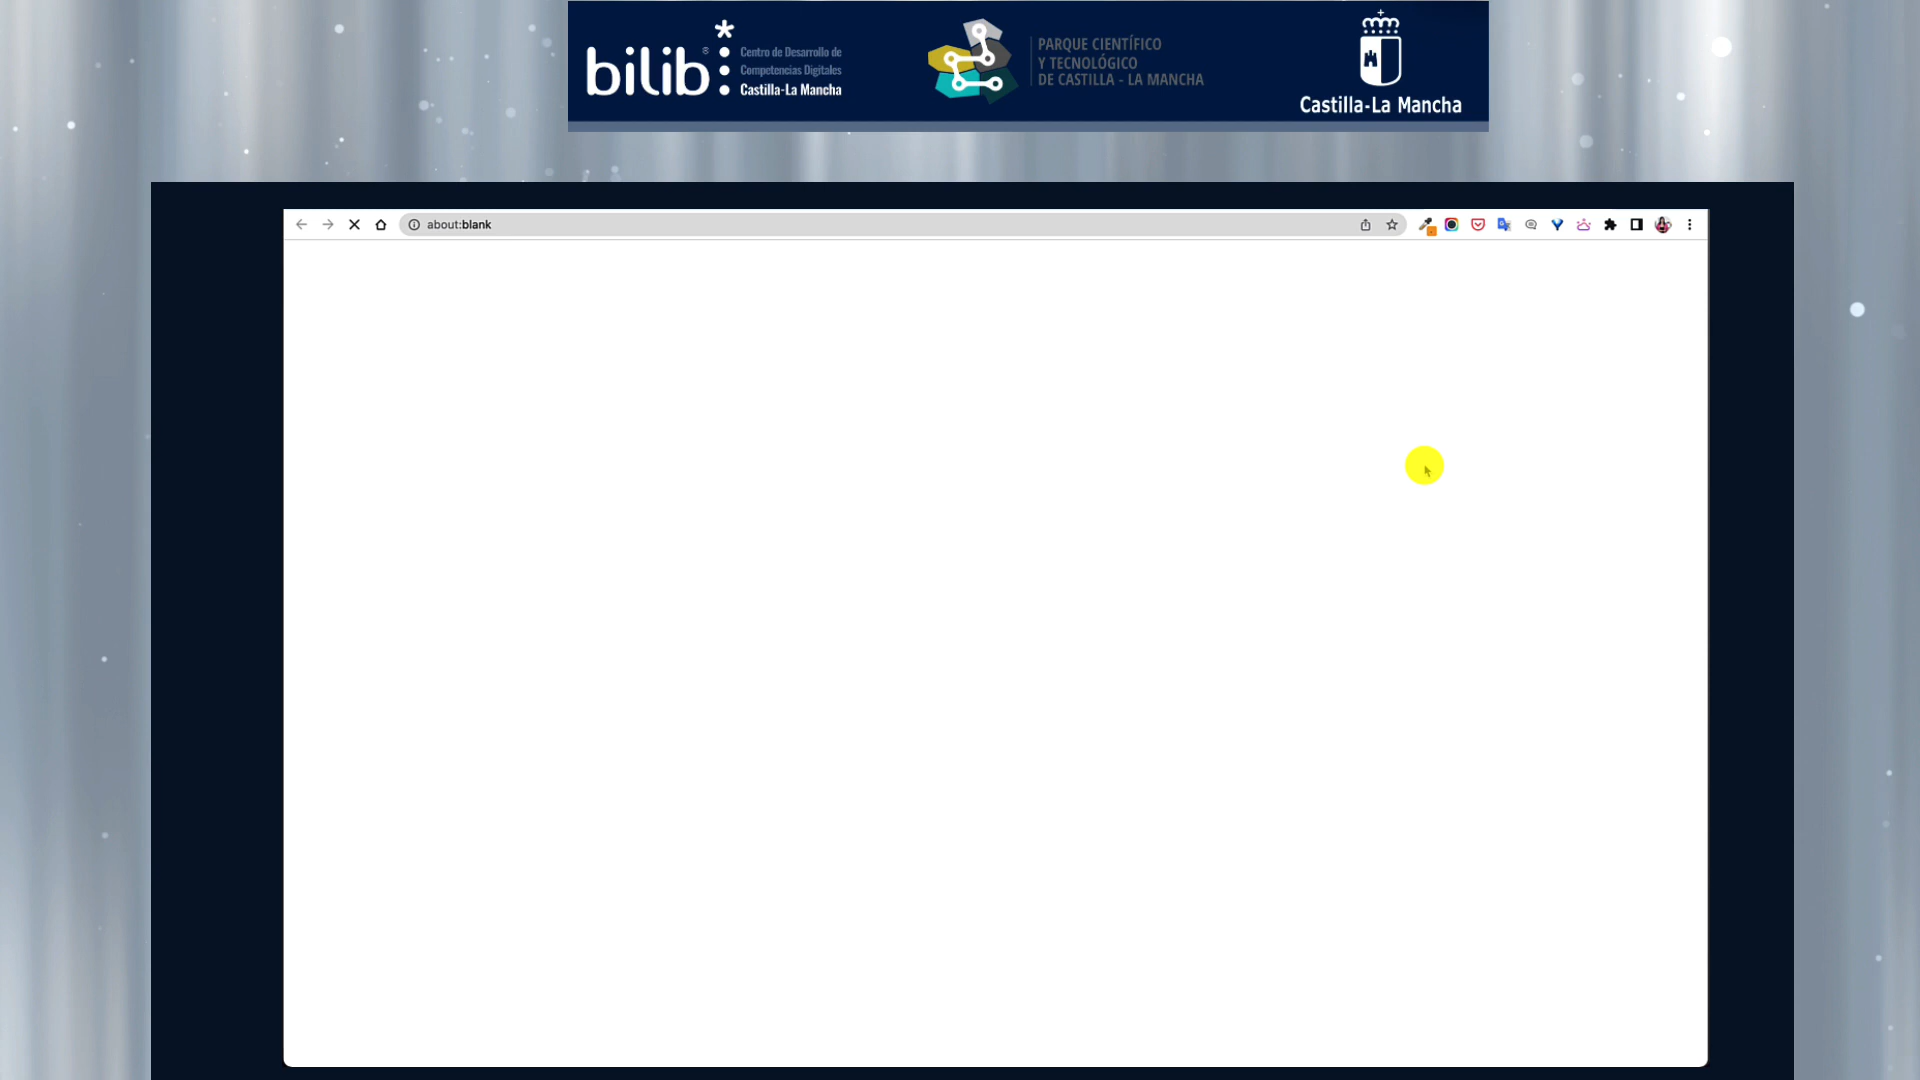 bilib
®
Centro de Desarrollo de
Competencias Digitales
Castilla-La Mancha
PARQUE CIENTÍFICO
Y TECNOLÓGICO
DE CASTILLA - LA MANCHA
Castilla-La Mancha
about:blank